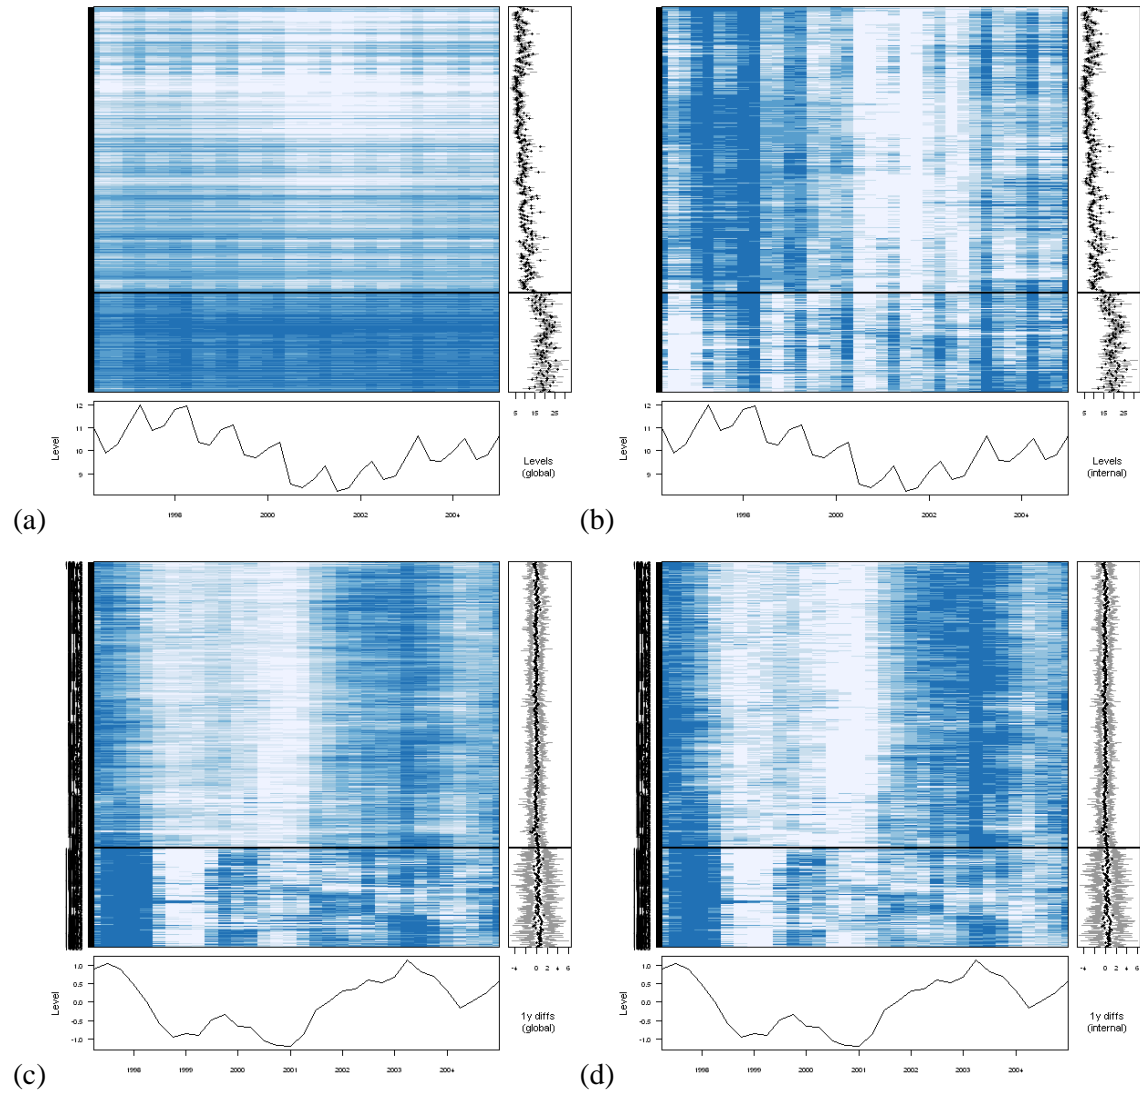 5 15 25
12
11
10
9
Level
1998 2000 2002 2004
Levels
(global)
(a)
5 15 25
12
11
10
9
Level
1998 2000 2002 2004
Levels
(internal)
(b)
-4 0 2 4 6
1.0
0.5
0.0
-0.5
-1.0
Level
1998 1999 2000 2001 2002 2003 2004
1y diffs
(global)
(c)
-4 0 2 4 6
1.0
0.5
0.0
-0.5
-1.0
Level
1998 1999 2000 2001 2002 2003 2004
1y diffs
(internal)
(d)